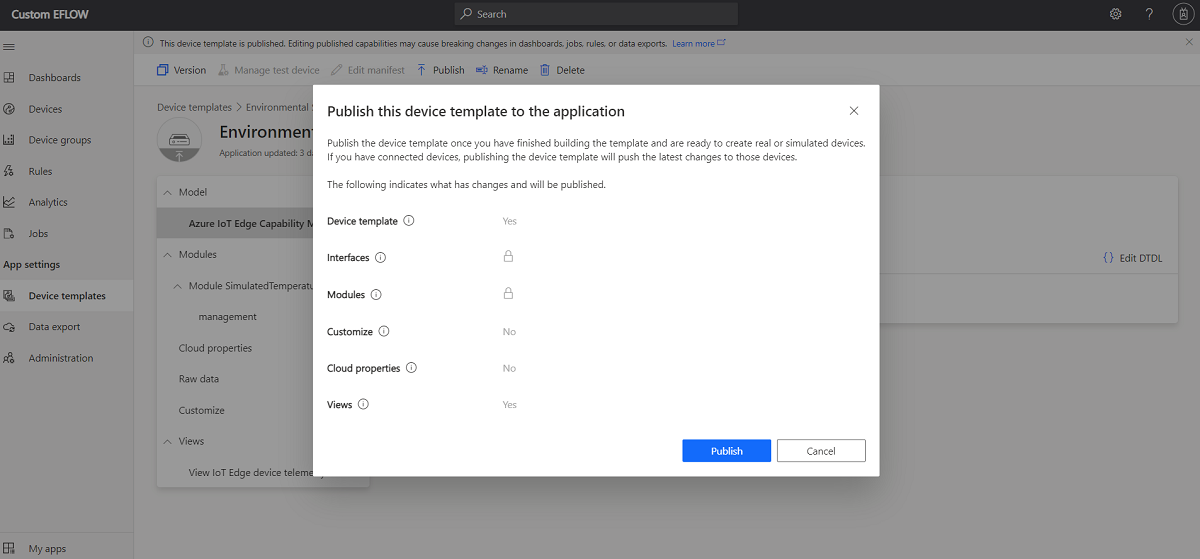 Custom EFLOW
Search
?
This device template is published. Editing published capabilities may cause breaking changes in dashboards, jobs, rules, or data exports. Learn more
Version Manage test device Edit manifest Publish Rename Delete
Dashboards
Devices
Device groups
Rules
Analytics
Jobs
App settings
Device templates
Data export
Administration
My apps
Device templates > Environmental
Environment
Application updated: 3
Model
Azure IoT Edge Capability
Modules
Module SimulatedTemperatu
management
Cloud properties
Raw data
Customize
Views
View IoT Edge device telemetry
{ } Edit DTDL
Publish this device template to the application
Publish the device template once you have finished building the template and are ready to create real or simulated devices.
If you have connected devices, publishing the device template will push the latest changes to those devices.
The following indicates what has changes and will be published.
Device template Yes
Interfaces
Modules
Customize No
Cloud properties No
Views Yes
Publish Cancel